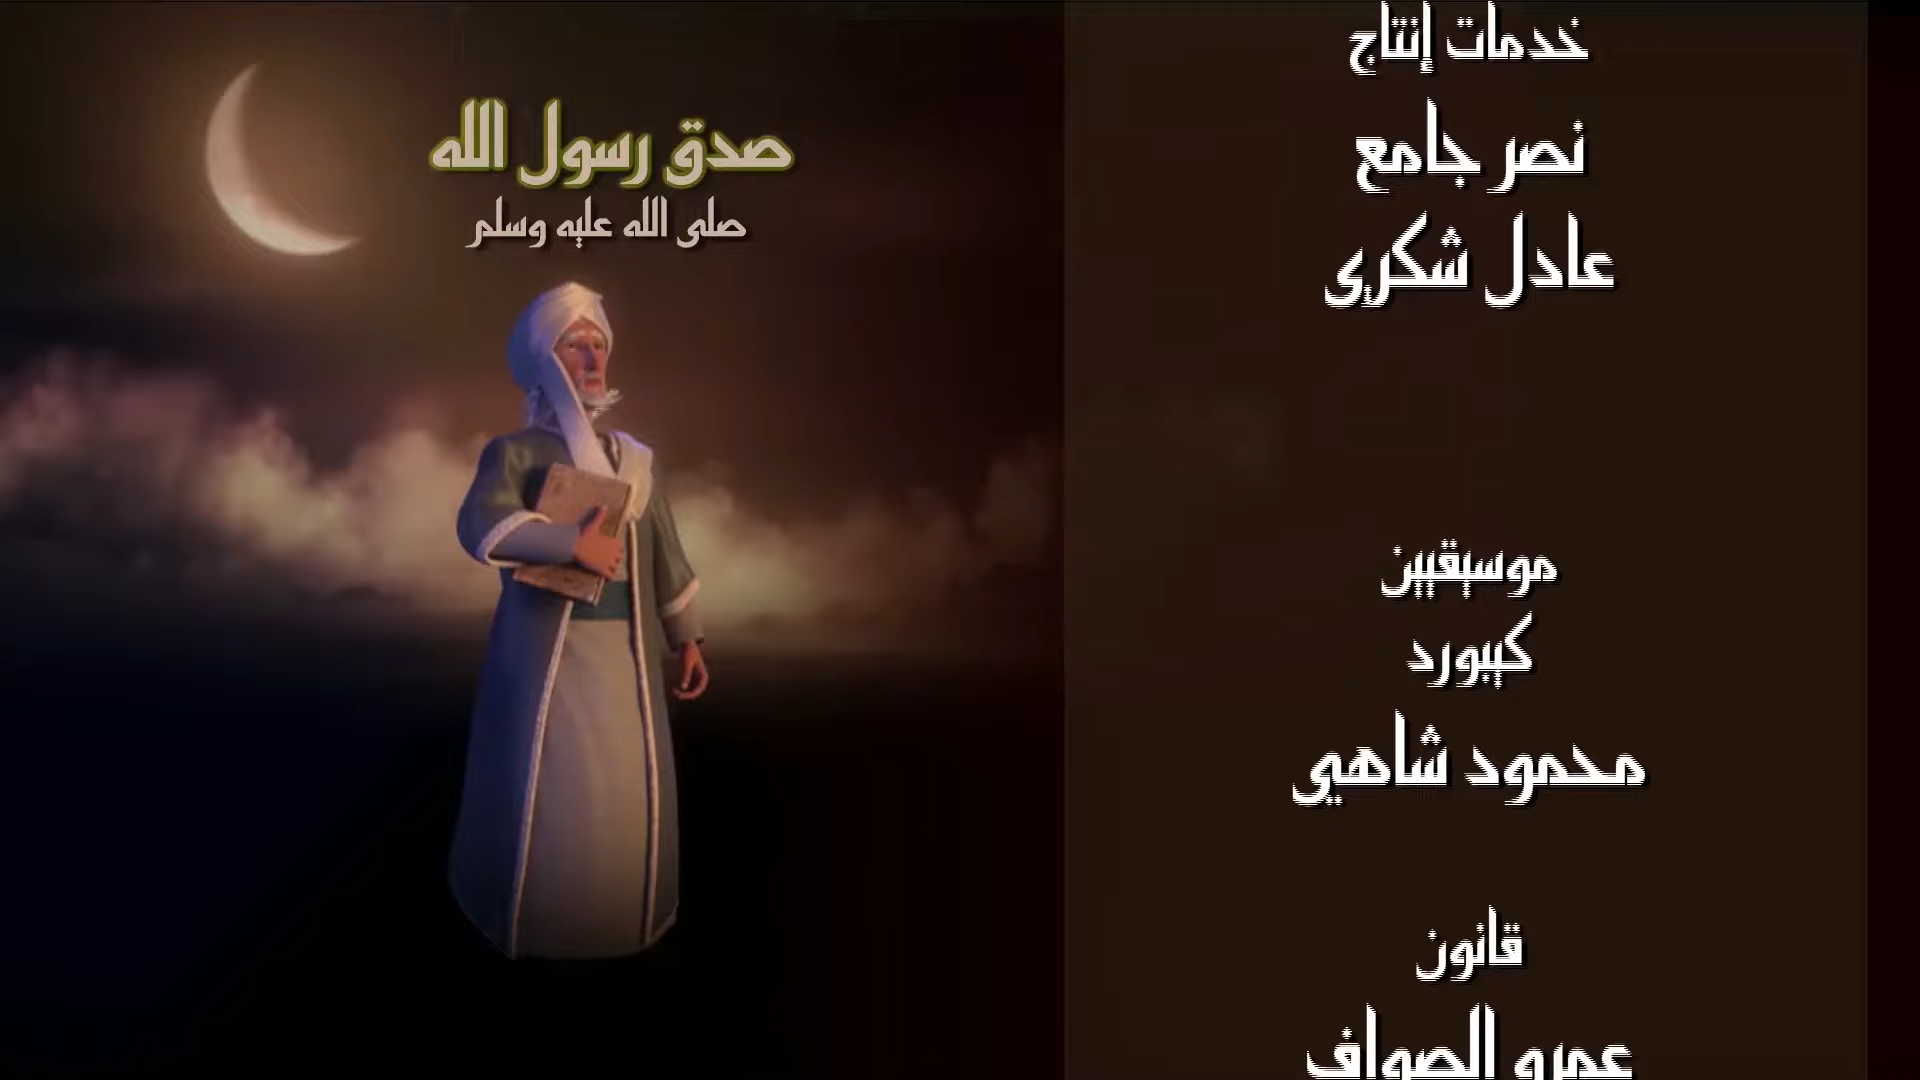 صدق رسول الله
صلى الله عليه وسلم
خدمات إنتاج
نصر جامع
عادل شكري
موسيقيين
كيبورد
محمود شاهي
قانون
عمرو الصواف